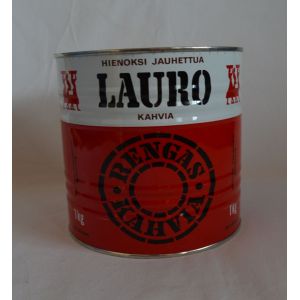 HIENOKSI JAUHETTUA
LAURO
KAHVIA
RENGAS
KAHVIA
1 KG
1 KG